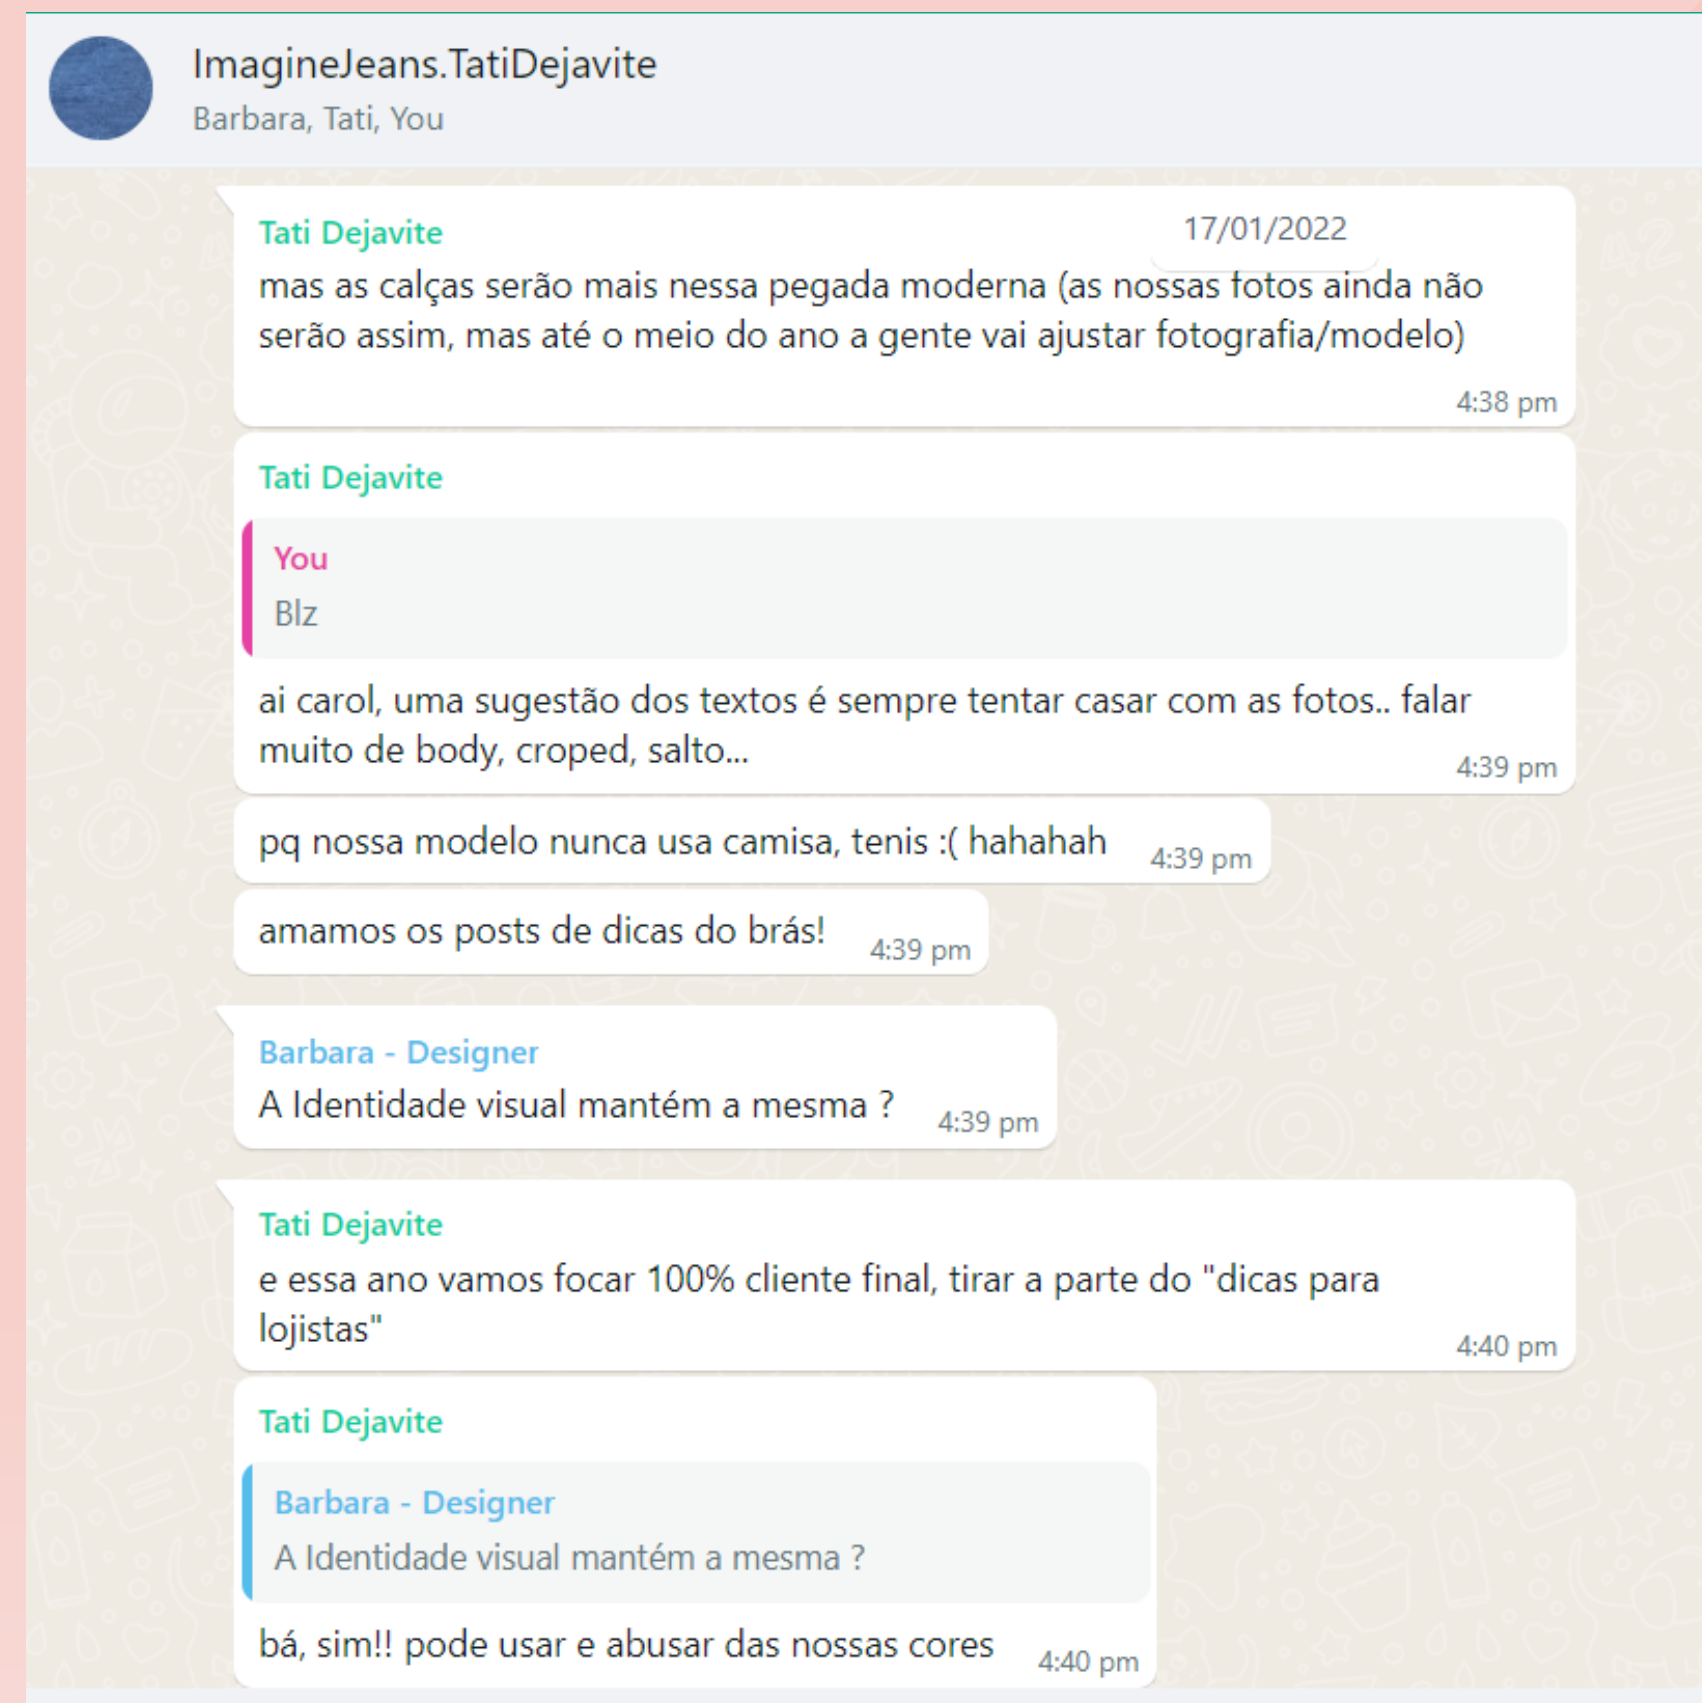 ImagineJeans.TatiDejavite
Barbara, Tati, You
17/01/2022
Tati Dejavite
mas as calças serão mais nessa pegada moderna (as nossas fotos ainda não
serão assim, mas até o meio do ano a gente vai ajustar fotografia/modelo)
4:38 pm
Tati Dejavite
You
Blz
ai carol, uma sugestão dos textos é sempre tentar casar com as fotos.. falar
muito de body, croped, salto...
4:39 pm
pq nossa modelo nunca usa camisa, tenis :( hahahah
4:39 pm
amamos os posts de dicas do brás!
4:39 pm
Barbara - Designer
A Identidade visual mantém a mesma ?
4:39 pm
Tati Dejavite
e essa ano vamos focar 100% cliente final, tirar a parte do "dicas para
lojistas"
4:40 pm
Tati Dejavite
Barbara - Designer
A Identidade visual mantém a mesma ?
bá, sim!! pode usar e abusar das nossas cores
4:40 pm